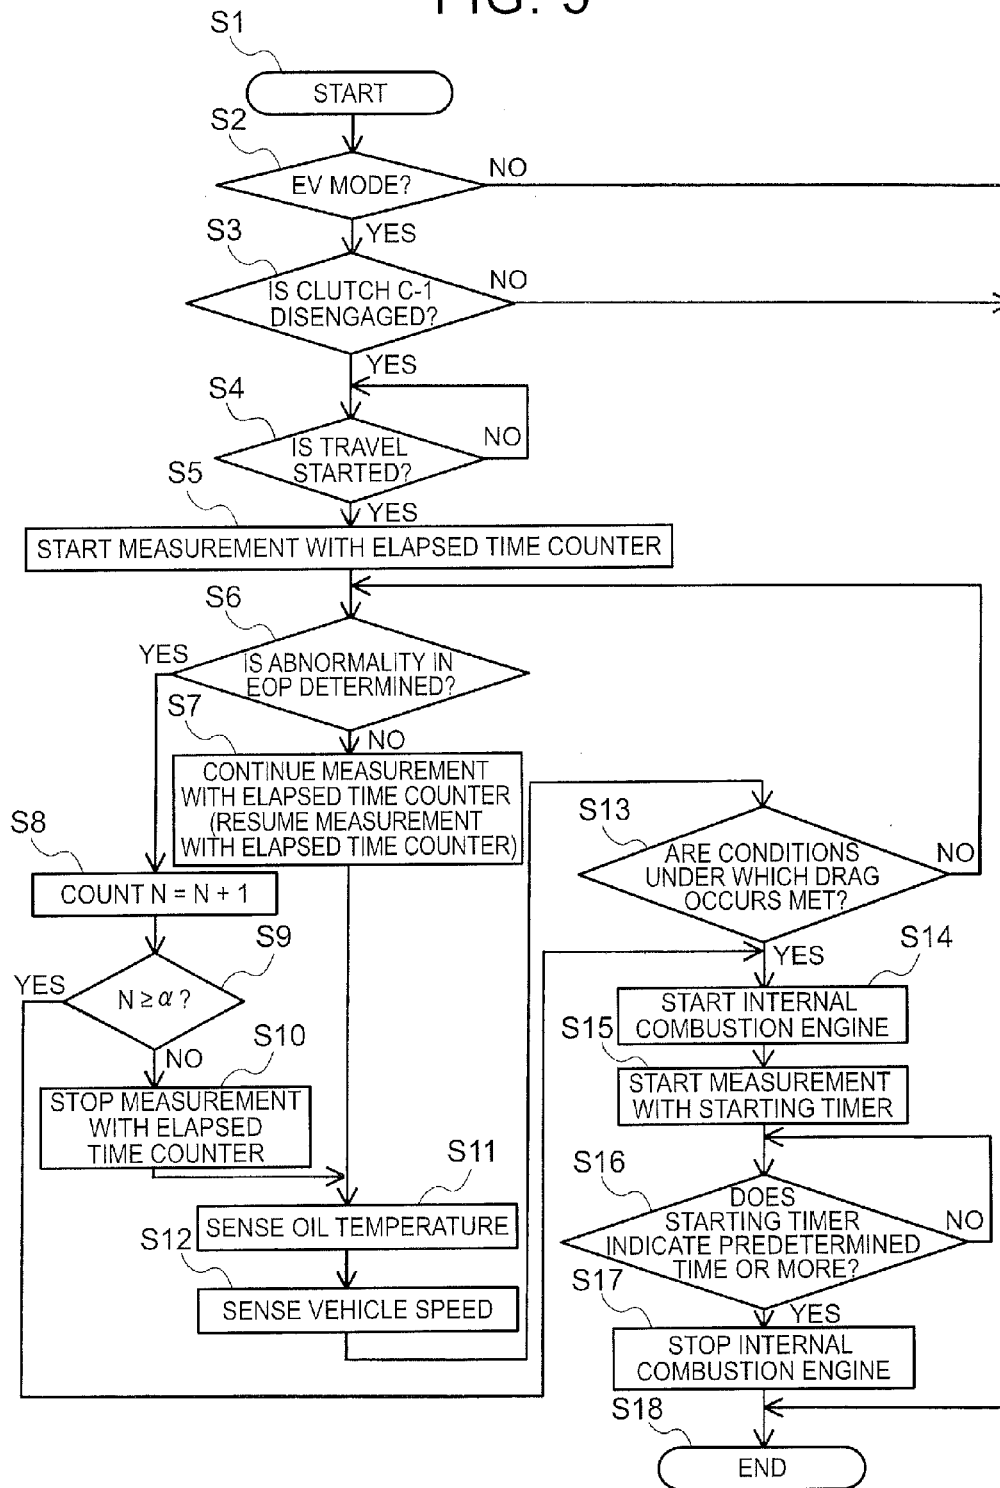 S1
START
S2
EV MODE?
NO
YES
S3
IS CLUTCH C-1
DISENGAGED?
NO
YES
S4
IS TRAVEL
STARTED?
NO
YES
S5
START MEASUREMENT WITH ELAPSED TIME COUNTER
S6
IS ABNORMALITY IN
EOP DETERMINED?
YES
NO
S7
CONTINUE MEASUREMENT
WITH ELAPSED TIME COUNTER
(RESUME MEASUREMENT
WITH ELAPSED TIME COUNTER)
S8
COUNT N = N + 1
S9
N ≥ α ?
YES
NO
S10
STOP MEASUREMENT
WITH ELAPSED
TIME COUNTER
S11
SENSE OIL TEMPERATURE
S12
SENSE VEHICLE SPEED
S13
ARE CONDITIONS
UNDER WHICH DRAG
OCCURS MET?
NO
YES
S14
START INTERNAL
COMBUSTION ENGINE
S15
START MEASUREMENT
WITH STARTING TIMER
S16
DOES
STARTING TIMER
INDICATE PREDETERMINED
TIME OR MORE?
NO
YES
S17
STOP INTERNAL
COMBUSTION ENGINE
S18
END